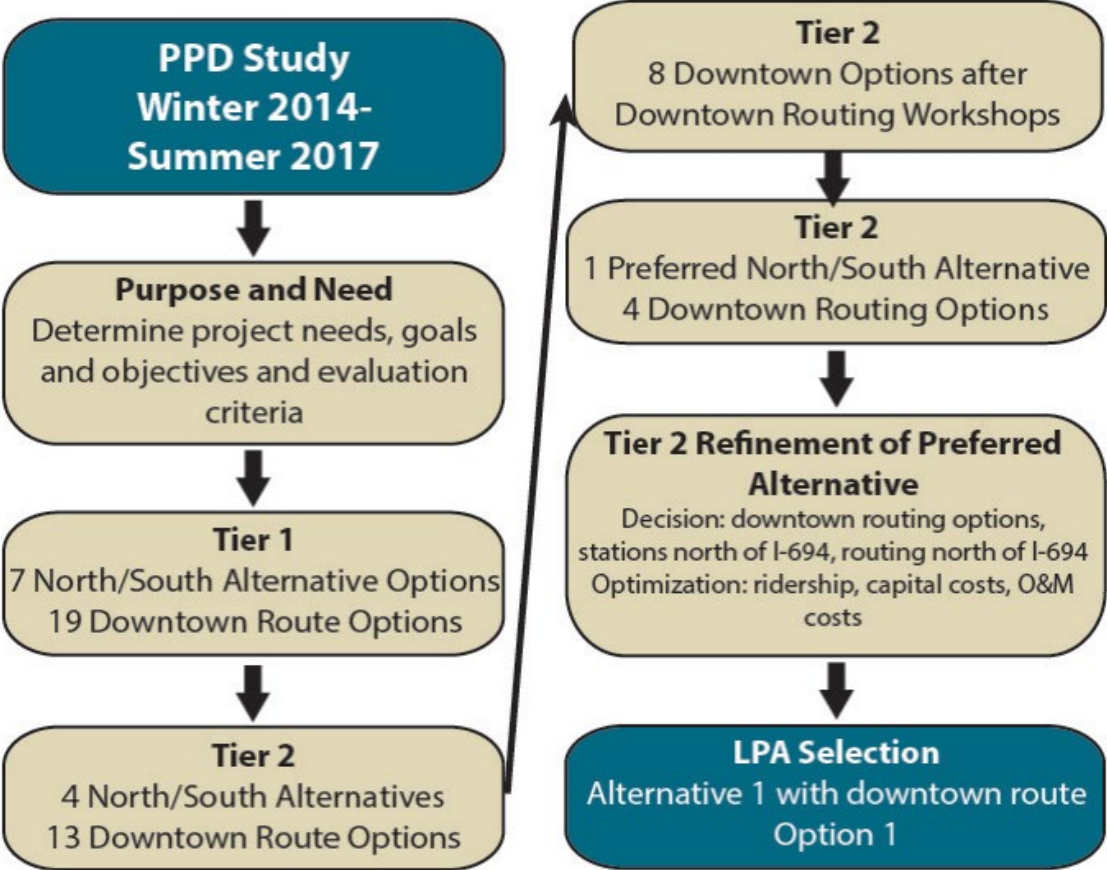 PPD Study
Winter 2014-
Summer 2017
Purpose and Need
Determine project needs, goals
and objectives and evaluation
criteria
Tier 1
7 North/South Alternative Options
19 Downtown Route Options
Tier 2
4 North/South Alternatives
13 Downtown Route Options
Tier 2
8 Downtown Options after
Downtown Routing Workshops
Tier 2
1 Preferred North/South Alternative
4 Downtown Routing Options
Tier 2 Refinement of Preferred
Alternative
Decision: downtown routing options,
stations north of I-694, routing north of I-694
Optimization: ridership, capital costs, O&M
costs
LPA Selection
Alternative 1 with downtown route
Option 1